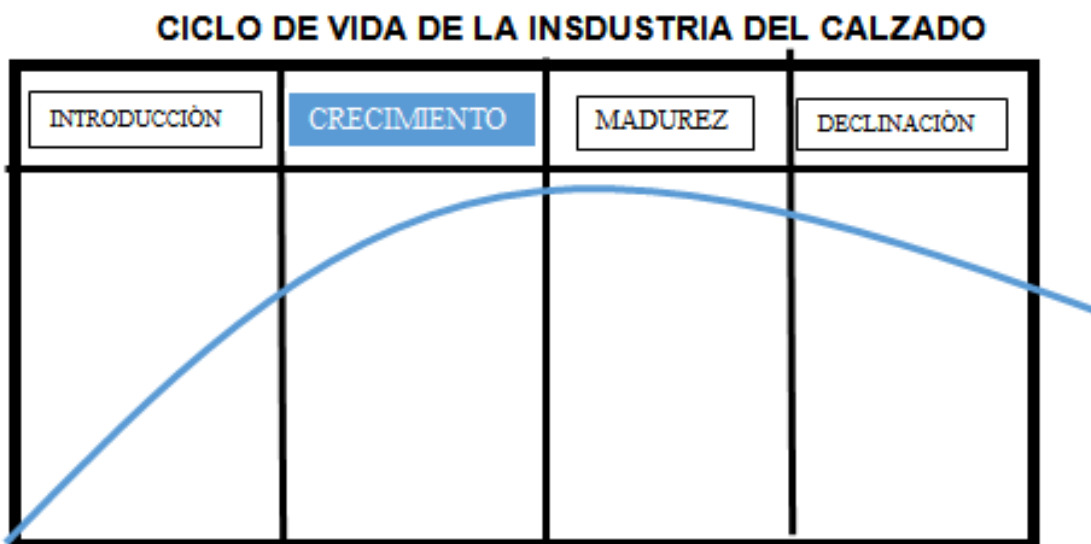 CICLO DE VIDA DE LA INSDUSTRIA DEL CALZADO
INTRODUCCIÒN
CRECIMIENTO
MADUREZ
DECLINACIÒN